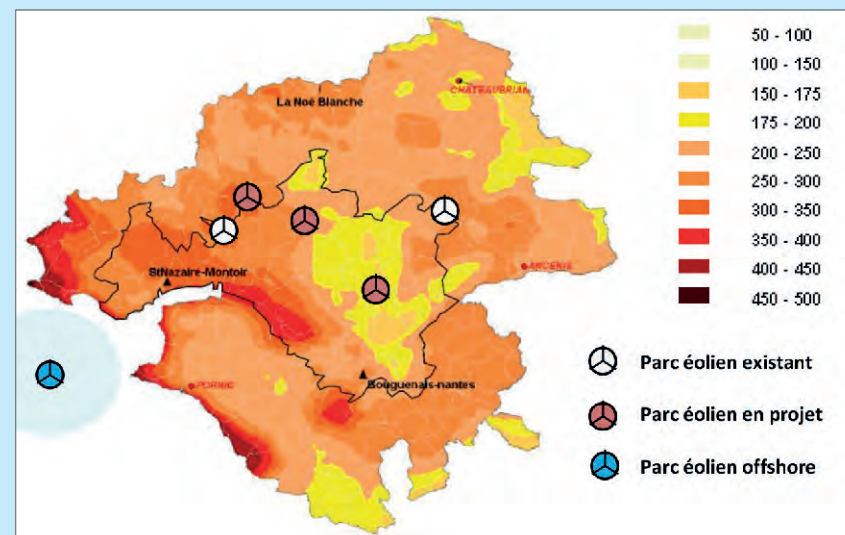 La Noé Blanche
CHATEAUBRIAN
StNazaire-Montoir
ANCENIS
PORNIC
Bouguenais-nantes
50 - 100
100 - 150
150 - 175
175 - 200
200 - 250
250 - 300
300 - 350
350 - 400
400 - 450
450 - 500
Parc éolien existant
Parc éolien en projet
Parc éolien offshore